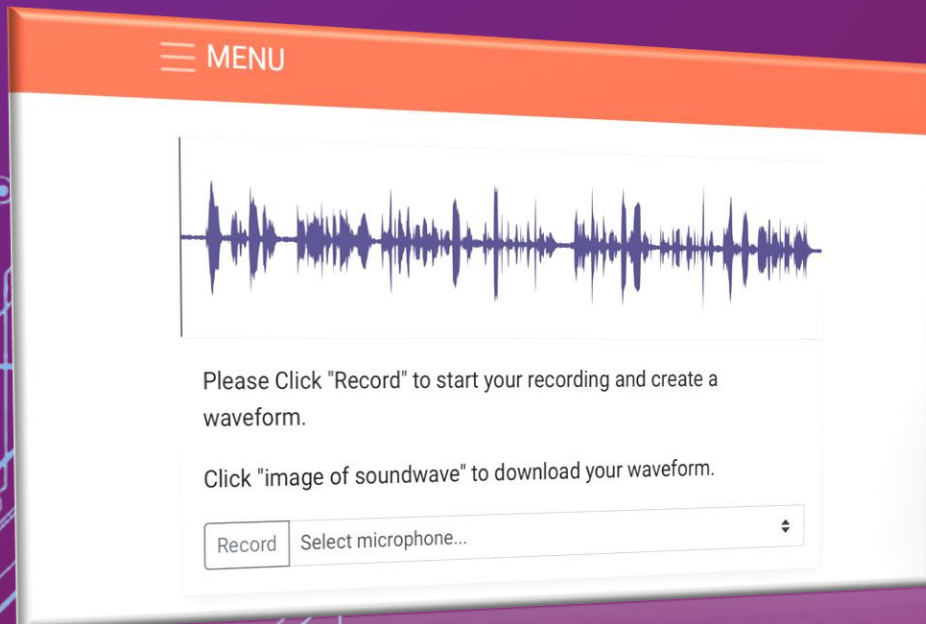 MENU
Please Click "Record" to start your recording and create a
waveform.
Click "image of soundwave" to download your waveform.
Record Select microphone...